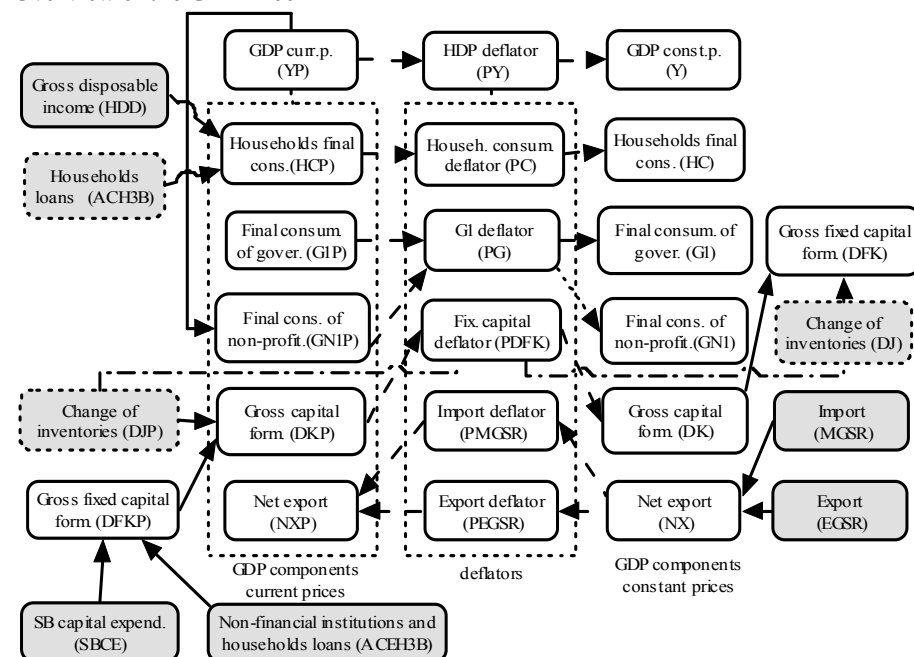 GDP curr.p.
(YP)
HDP deflator
(PY)
GDP const.p.
(Y)
Gross disposable
income (HDD)
Households final
cons.(HCP)
Househ. consum.
deflator (PC)
Households final
cons. (HC)
Households
loans (ACH3B)
Final consum.
of gover. (G1P)
G1 deflator
(PG)
Final consum. of
gover. (G1)
Gross fixed capital
form. (DFK)
Final cons. of
non-profit.(GN1P)
Fix. capital
deflator (PDFK)
Final cons. of
non-profit.(GN1)
Change of
inventories (DJ)
Change of
inventories (DJP)
Gross capital
form. (DKP)
Import deflator
(PMGSR)
Gross capital
form. (DK)
Import
(MGSR)
Gross fixed capital
form. (DFKP)
Net export
(NXP)
Export deflator
(PEGSR)
Net export
(NX)
Export
(EGSR)
GDP components
current prices
deflators
GDP components
constant prices
SB capital expend.
(SBCE)
Non-financial institutions and
households loans (ACEH3B)